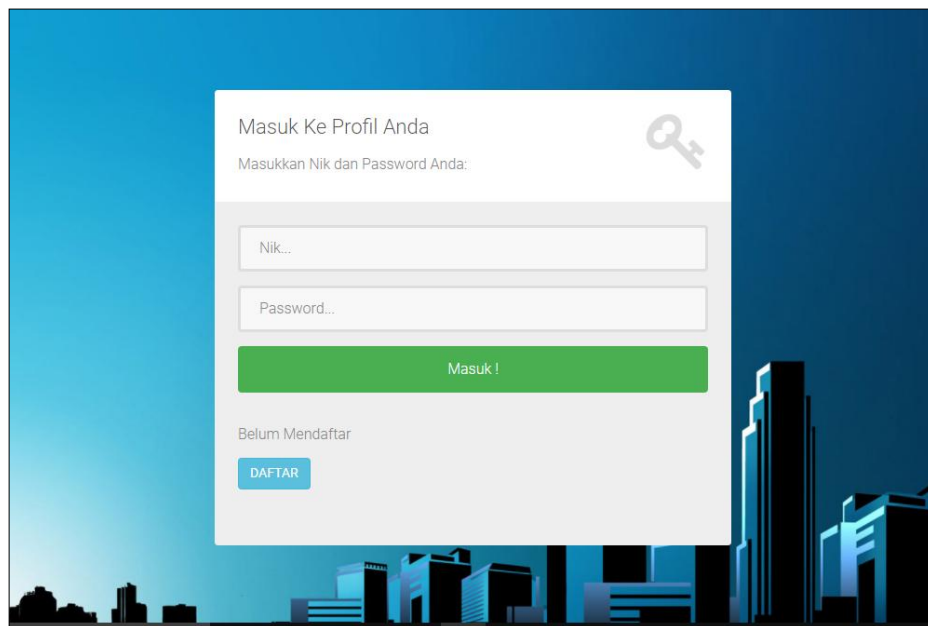 Masuk Ke Profil Anda
Masukkan Nik dan Password Anda:
Nik...
Password...
Masuk !
Belum Mendaftar
DAFTAR